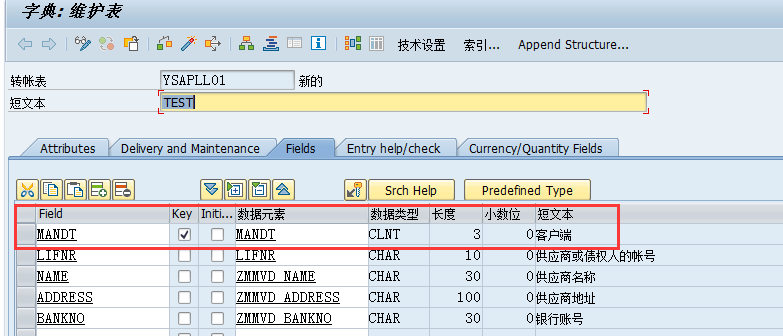 字典: 维护表
技术设置 索引... Append Structure...
转帐表 YSAPLL01 新的
短文本 TEST
Attributes Delivery and Maintenance Fields Entry help/check Currency/Quantity Fields
Srch Help Predefined Type
Field Key Initi... 数据元素 数据类型 长度 小数位 短文本
MANDT MANDT CLNT 3 0 客户端
LIFNR LIFNR CHAR 10 0 供应商或债权人的帐号
NAME ZMMVD_NAME CHAR 30 0 供应商名称
ADDRESS ZMMVD_ADDRESS CHAR 100 0 供应商地址
BANKNO ZMMVD_BANKNO CHAR 30 0 银行账号